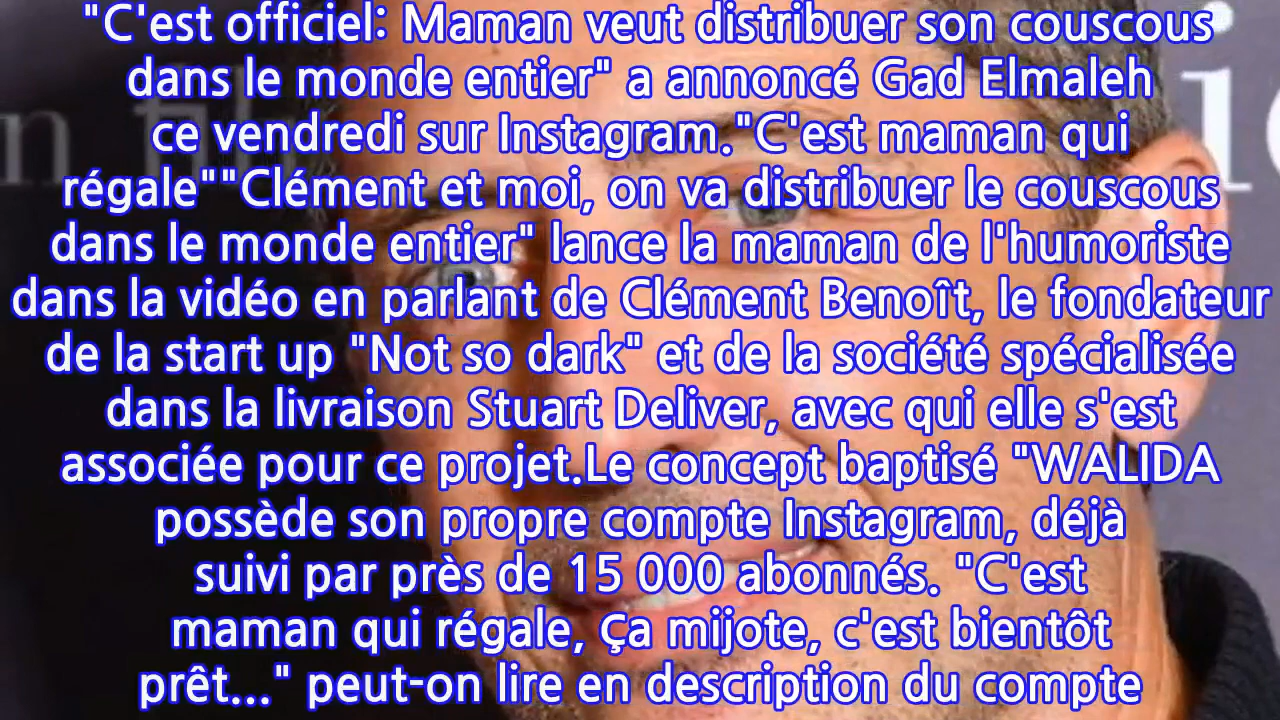 "C'est officiel: Maman veut distribuer son couscous
dans le monde entier" a annoncé Gad Elmaleh
ce vendredi sur Instagram."C'est maman qui
régale""Clément et moi, on va distribuer le couscous
dans le monde entier" lance la maman de l'humoriste
dans la vidéo en parlant de Clément Benoît, le fondateur
de la start up "Not so dark" et de la société spécialisée
dans la livraison Stuart Deliver, avec qui elle s'est
associée pour ce projet.Le concept baptisé "WALIDA
possède son propre compte Instagram, déjà
suivi par près de 15 000 abonnés. "C'est
maman qui régale, Ça mijote, c'est bientôt
prêt..." peut-on lire en description du compte